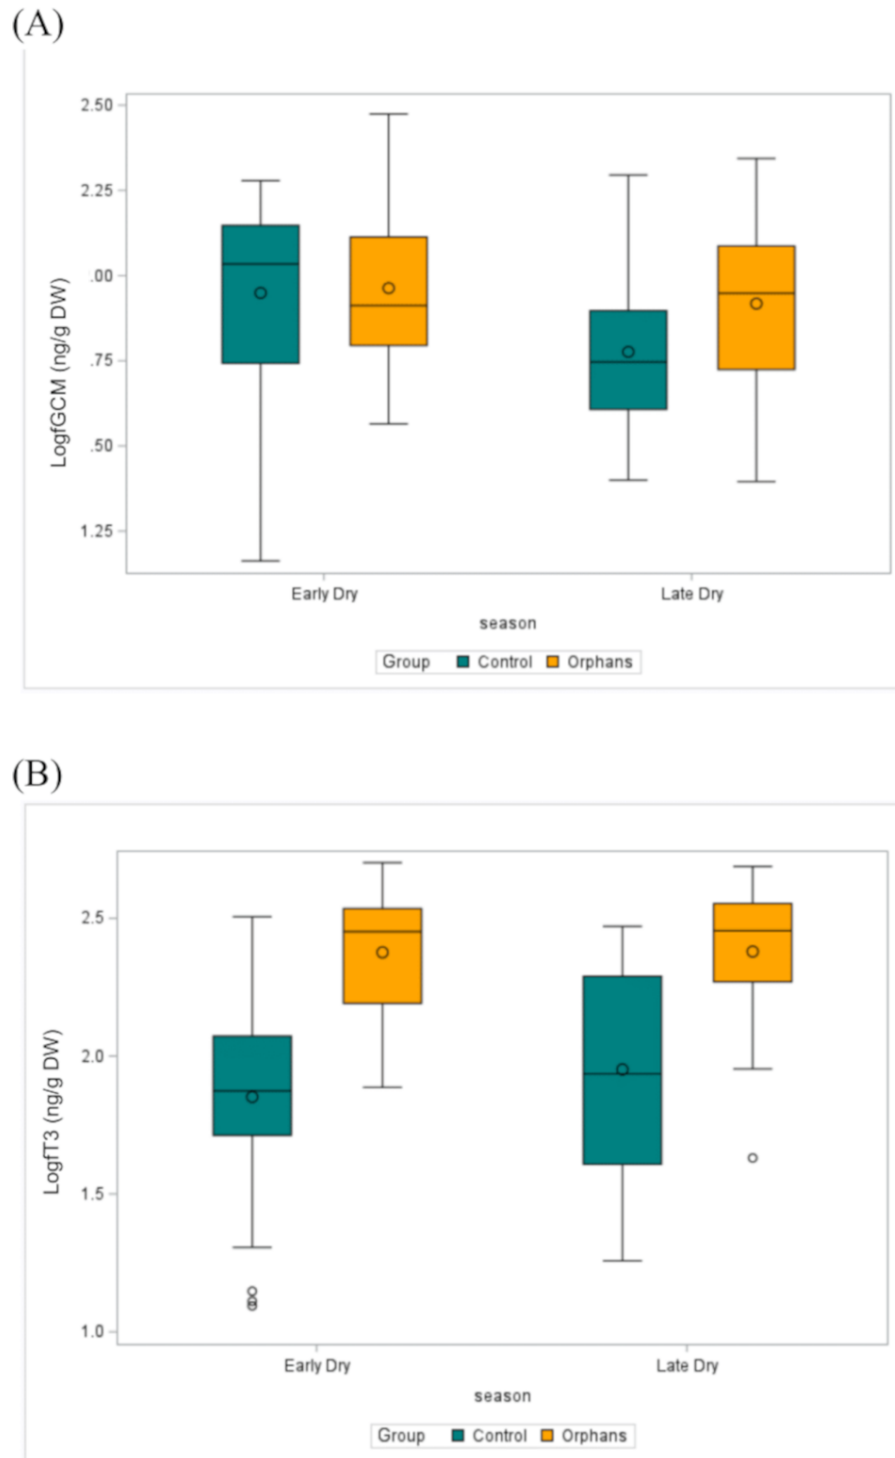 (A)
2.50
2.25
.00
.75
.50
1.25
LogfGCM (ng/g DW)
Early Dry Late Dry
season
Group Control Orphans
(B)
2.5
2.0
1.5
1.0
LogfT3 (ng/g DW)
Early Dry Late Dry
season
Group Control Orphans